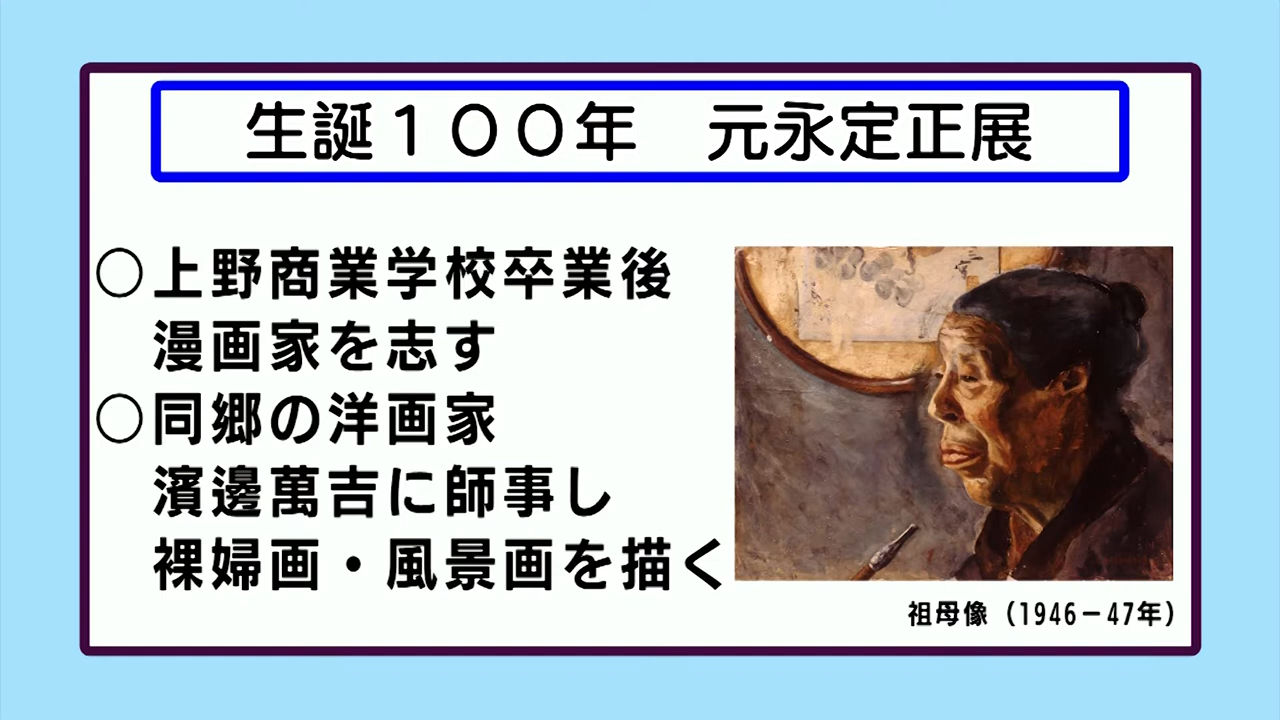 生誕１００年　元永定正展
○上野商業学校卒業後
漫画家を志す
○同郷の洋画家
濱邊萬吉に師事し
裸婦画・風景画を描く
祖母像（1946－47年）